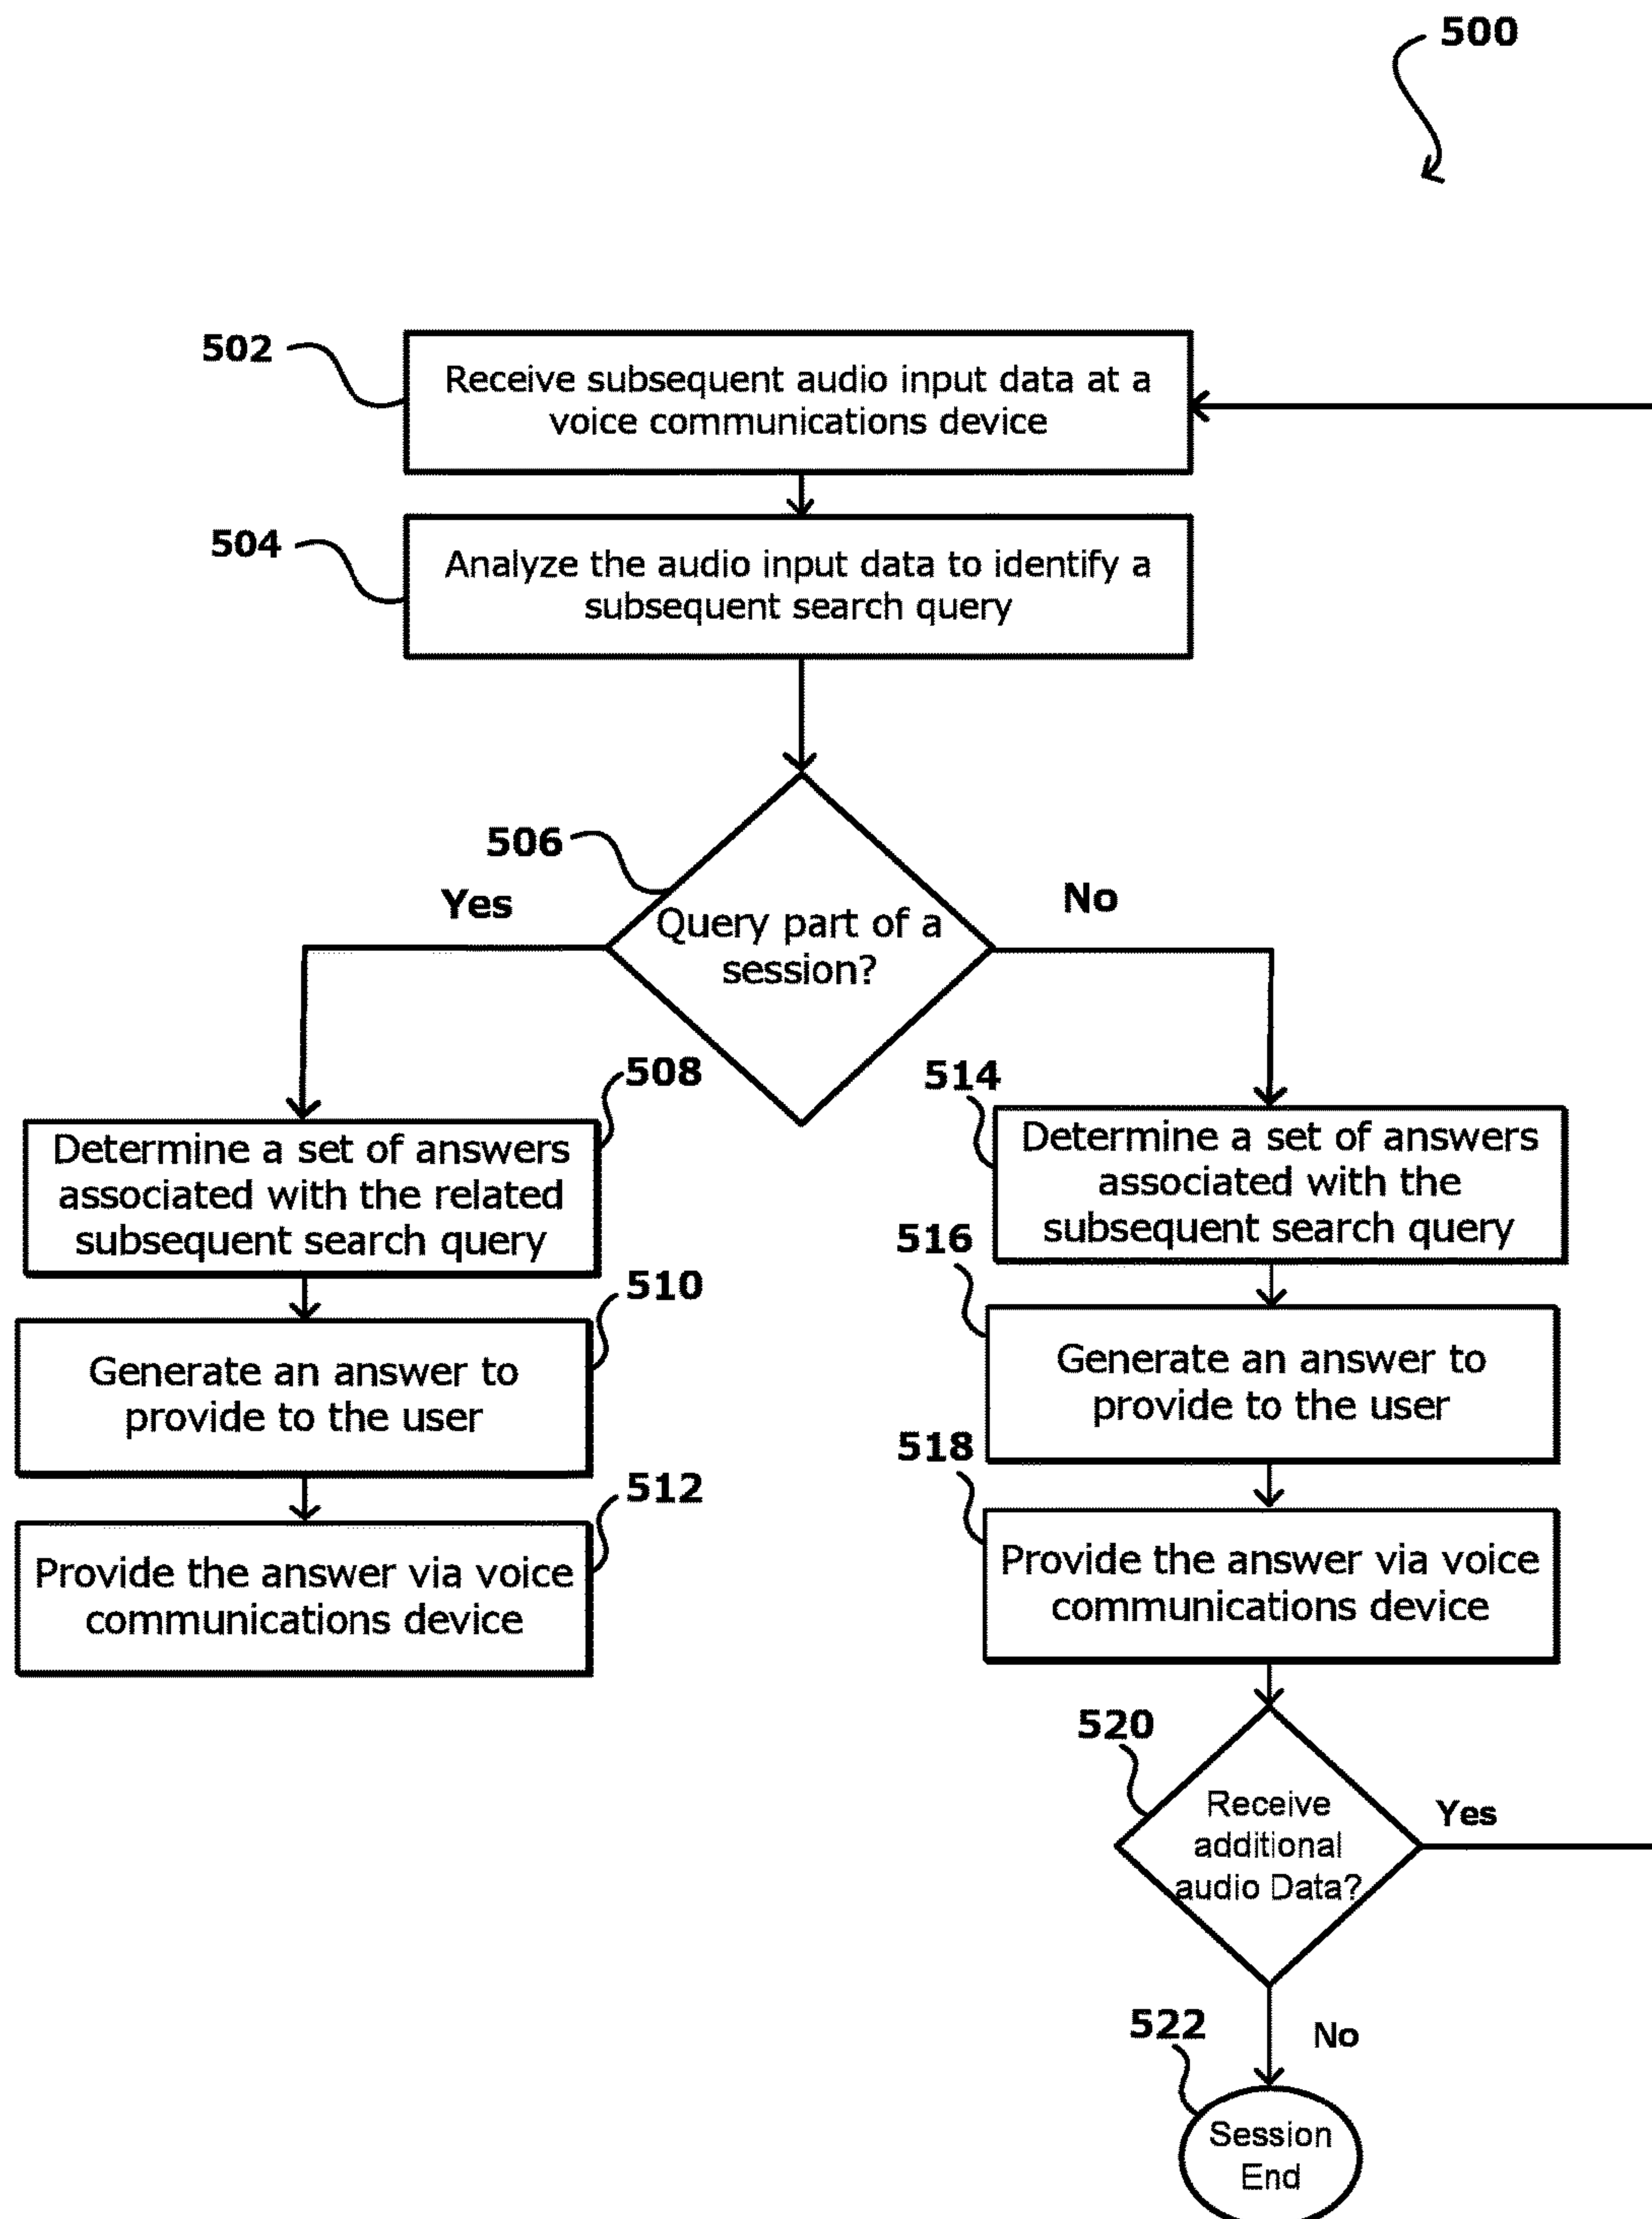 500
502
Receive subsequent audio input data at a
voice communications device
504
Analyze the audio input data to identify a
subsequent search query
506
Query part of a
session?
Yes
No
508
Determine a set of answers
associated with the related
subsequent search query
510
Generate an answer to
provide to the user
512
Provide the answer via voice
communications device
514
Determine a set of answers
associated with the
subsequent search query
516
Generate an answer to
provide to the user
518
Provide the answer via voice
communications device
520
Receive
additional
audio Data?
Yes
No
522
Session
End